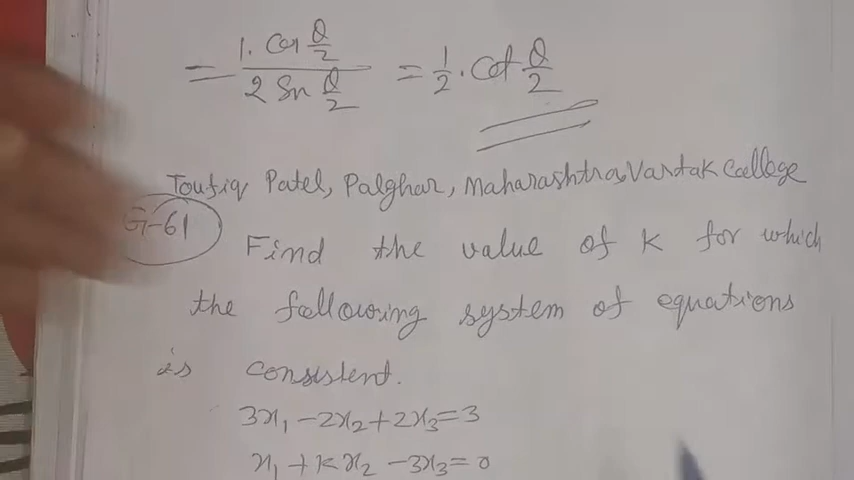 = 1. Cos θ/2 / 2 Sin θ/2 = 1/2 . Cot θ/2
Toufiq Patel, Palghar, Maharashtra, Vartak College
G-61
Find the value of K for which
the following system of equations
is consistent.
3x₁ - 2x₂ + 2x₃ = 3
x₁ + Kx₂ - 3x₃ = 0